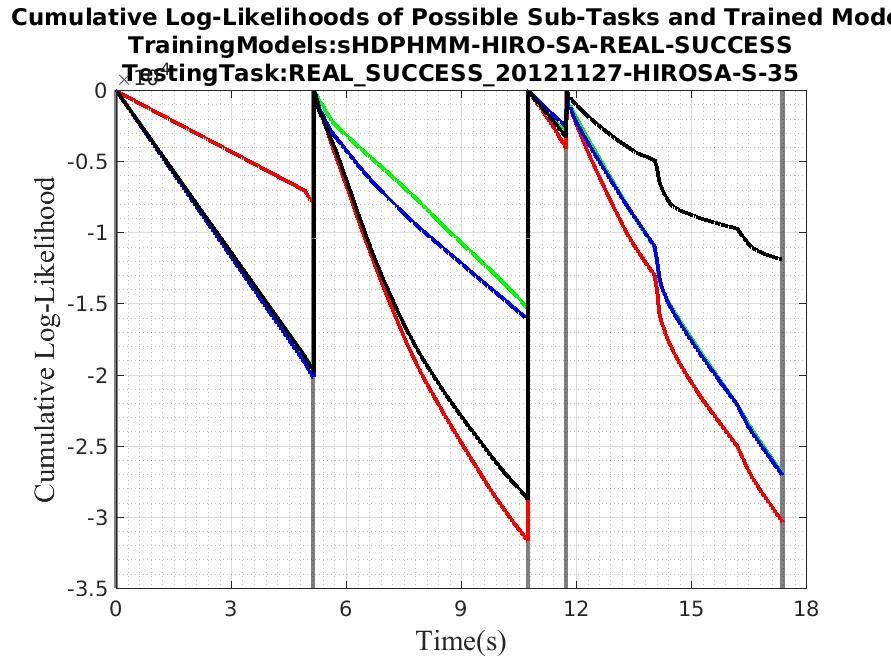 Cumulative Log-Likelihoods of Possible Sub-Tasks and Trained Mode
TrainingModels:sHDPHMM-HIRO-SA-REAL-SUCCESS
TestingTask:REAL_SUCCESS_20121127-HIROSA-S-35
×10⁴
0
-0.5
-1
-1.5
-2
-2.5
-3
-3.5
Cumulative Log-Likelihood
0 3 6 9 12 15 18
Time(s)